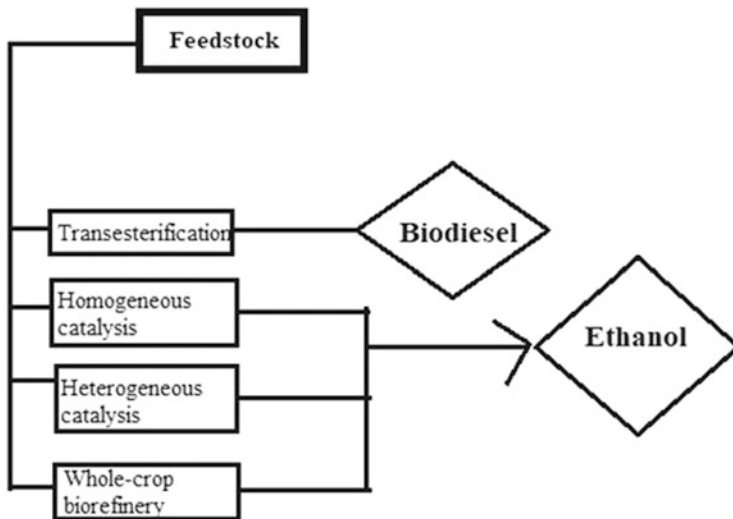 Feedstock
Transesterification
Biodiesel
Homogeneous
catalysis
Ethanol
Heterogeneous
catalysis
Whole-crop
biorefinery